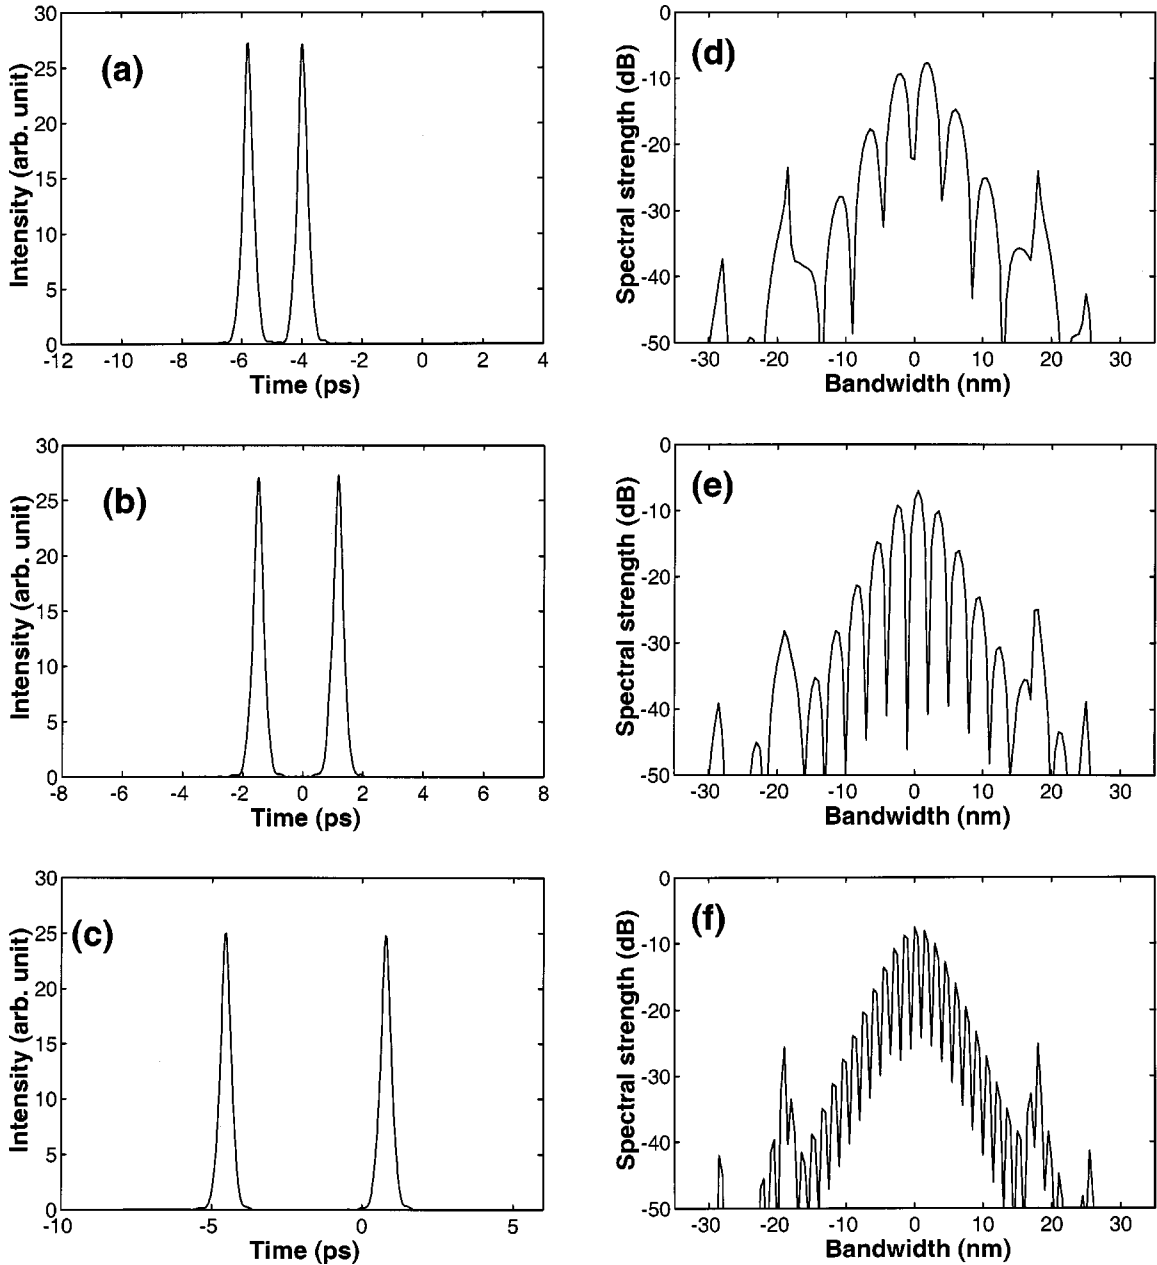 30
25
20
15
10
5
0
Intensity (arb. unit)
(a)
-12 -10 -8 -6 -4 -2 0 2 4
Time (ps)
0
-10
-20
-30
-40
-50
Spectral strength (dB)
(d)
-30 -20 -10 0 10 20 30
Bandwidth (nm)
30
25
20
15
10
5
0
Intensity (arb. unit)
(b)
-8 -6 -4 -2 0 2 4 6 8
Time (ps)
0
-10
-20
-30
-40
-50
Spectral strength (dB)
(e)
-30 -20 -10 0 10 20 30
Bandwidth (nm)
30
25
20
15
10
5
0
Intensity (arb. unit)
(c)
-10 -5 0 5
Time (ps)
0
-10
-20
-30
-40
-50
Spectral strength (dB)
(f)
-30 -20 -10 0 10 20 30
Bandwidth (nm)